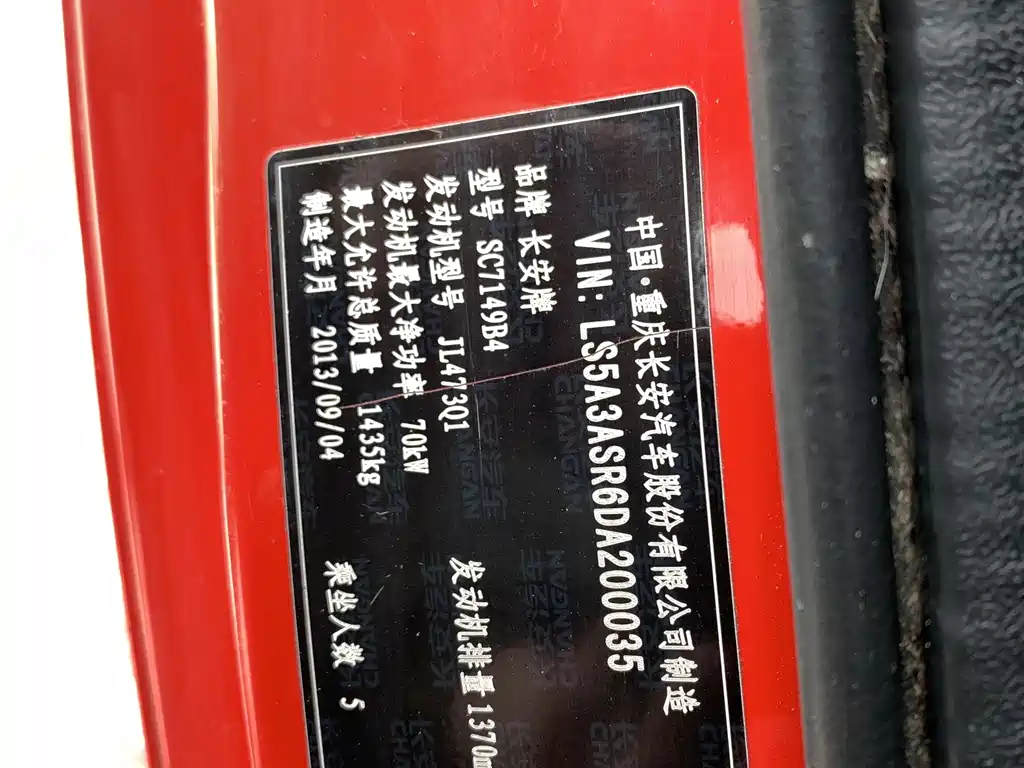 中国·重庆长安汽车股份有限公司制造
VIN: LS5A3ASR6DA200035
品牌 长安牌
型号 SC7149B4
发动机型号 JL473Q1 发动机排量 1370m
发动机最大净功率 70kW
最大允许总质量 1435kg
制造年月 2013/09/04 乘坐人数 5